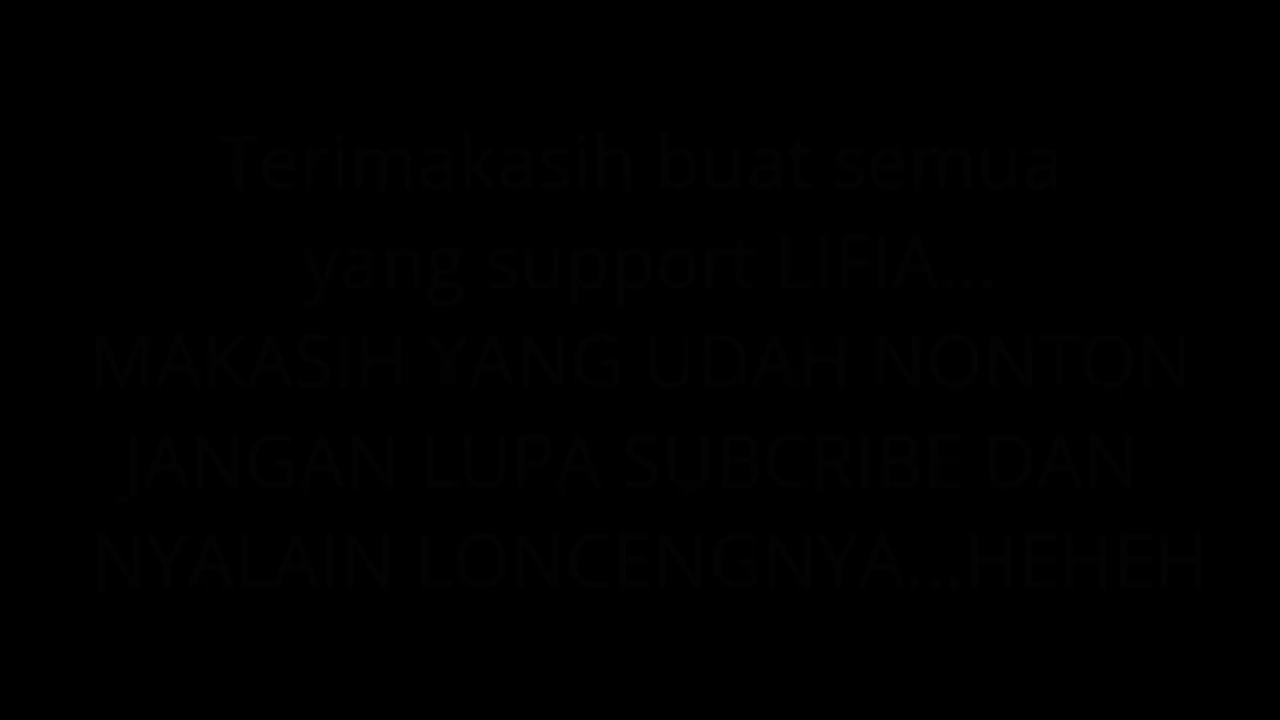 Terimakasih buat semua
yang support LIFIA...
MAKASIH YANG UDAH NONTON
JANGAN LUPA SUBCRIBE DAN
NYALAIN LONCENGNYA...HEHEH